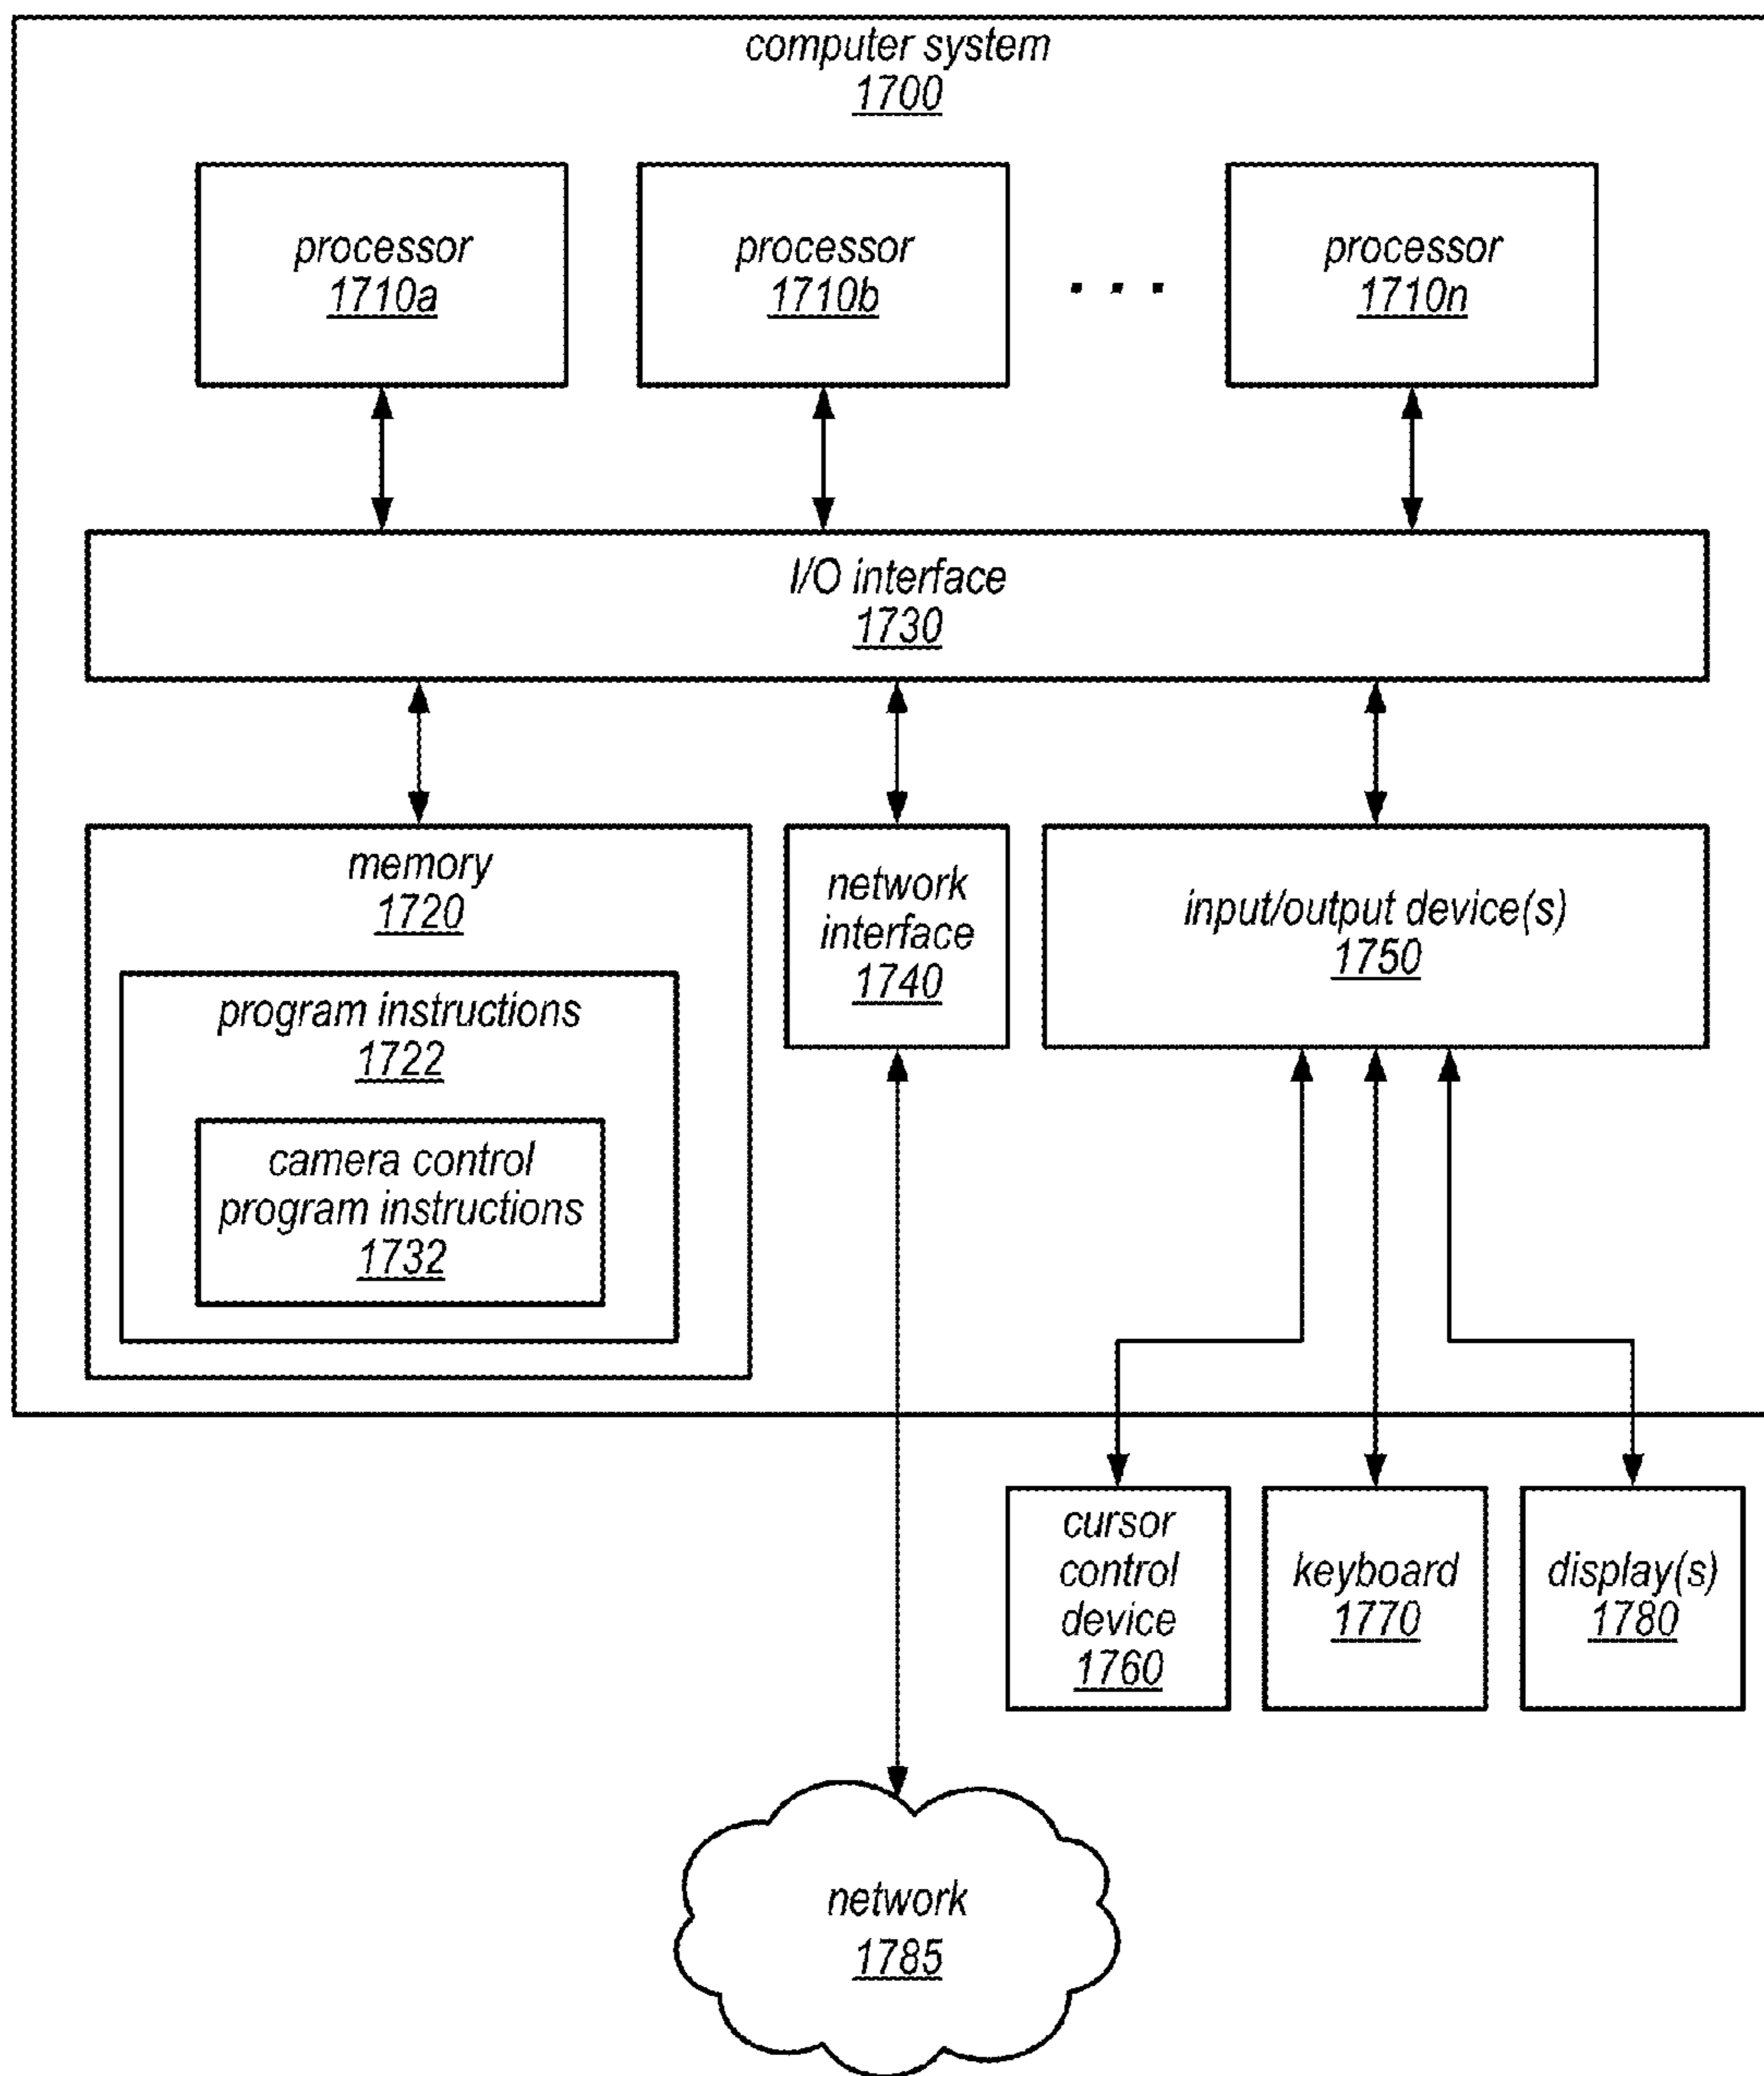 computer system
1700
processor
1710a
processor
1710b
. . .
processor
1710n
I/O interface
1730
memory
1720
program instructions
1722
camera control
program instructions
1732
network
interface
1740
input/output device(s)
1750
cursor
control
device
1760
keyboard
1770
display(s)
1780
network
1785